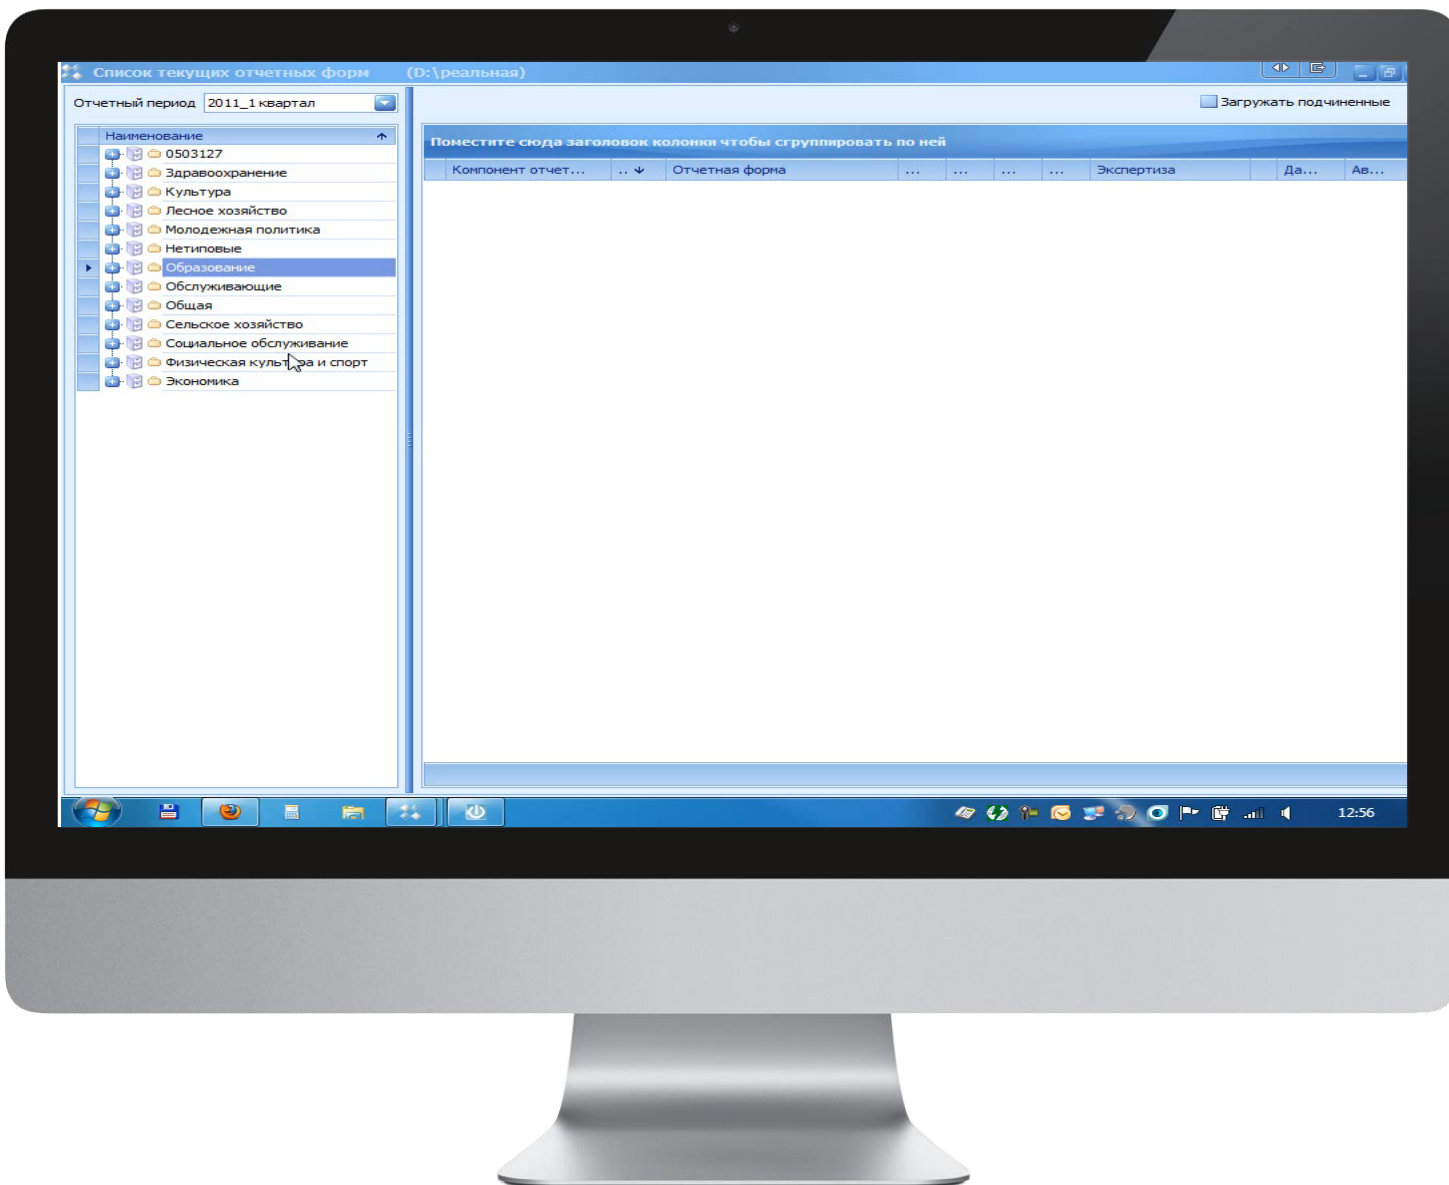 Список текущих отчетных форм (D:\реальная)
Отчетный период 2011_1 квартал
Загружать подчиненные
Наименование
0503127
Здравоохранение
Культура
Лесное хозяйство
Молодежная политика
Нетиповые
Образование
Обслуживающие
Общая
Сельское хозяйство
Социальное обслуживание
Физическая культура и спорт
Экономика
Поместите сюда заголовок колонки чтобы сгруппировать по ней
Компонент отчет... .. Отчетная форма ... ... ... ... Экспертиза Да... Ав...
12:56